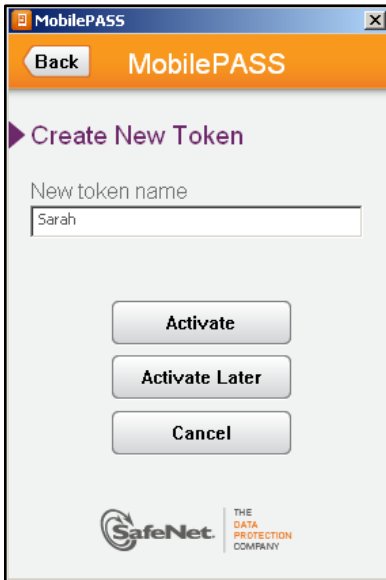 MobilePASS
Back
MobilePASS
Create New Token
New token name
Sarah
Activate
Activate Later
Cancel
SafeNet.
THE
DATA
PROTECTION
COMPANY